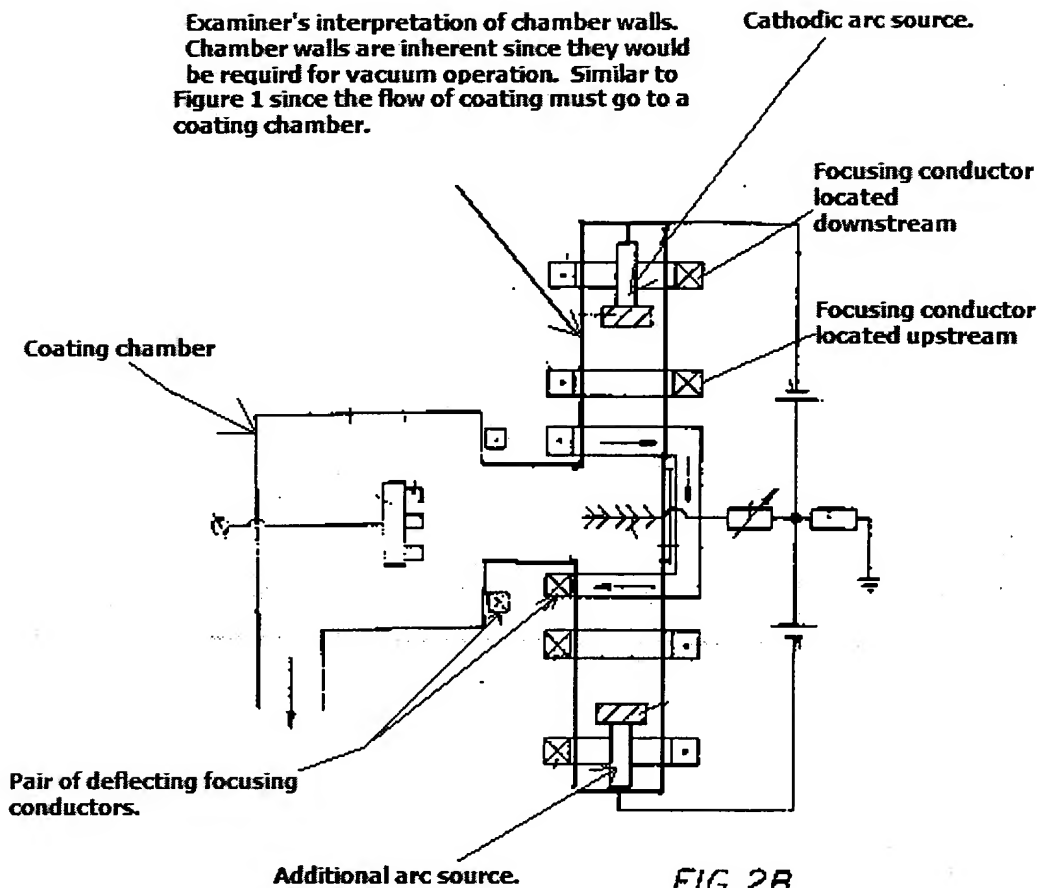 Examiner's interpretation of chamber walls.
Chamber walls are inherent since they would
be requird for vacuum operation. Similar to
Figure 1 since the flow of coating must go to a
coating chamber.
Cathodic arc source.
Focusing conductor
located
downstream
Focusing conductor
located upstream
Coating chamber
Pair of deflecting focusing
conductors.
Additional arc source.
FIG. 2B